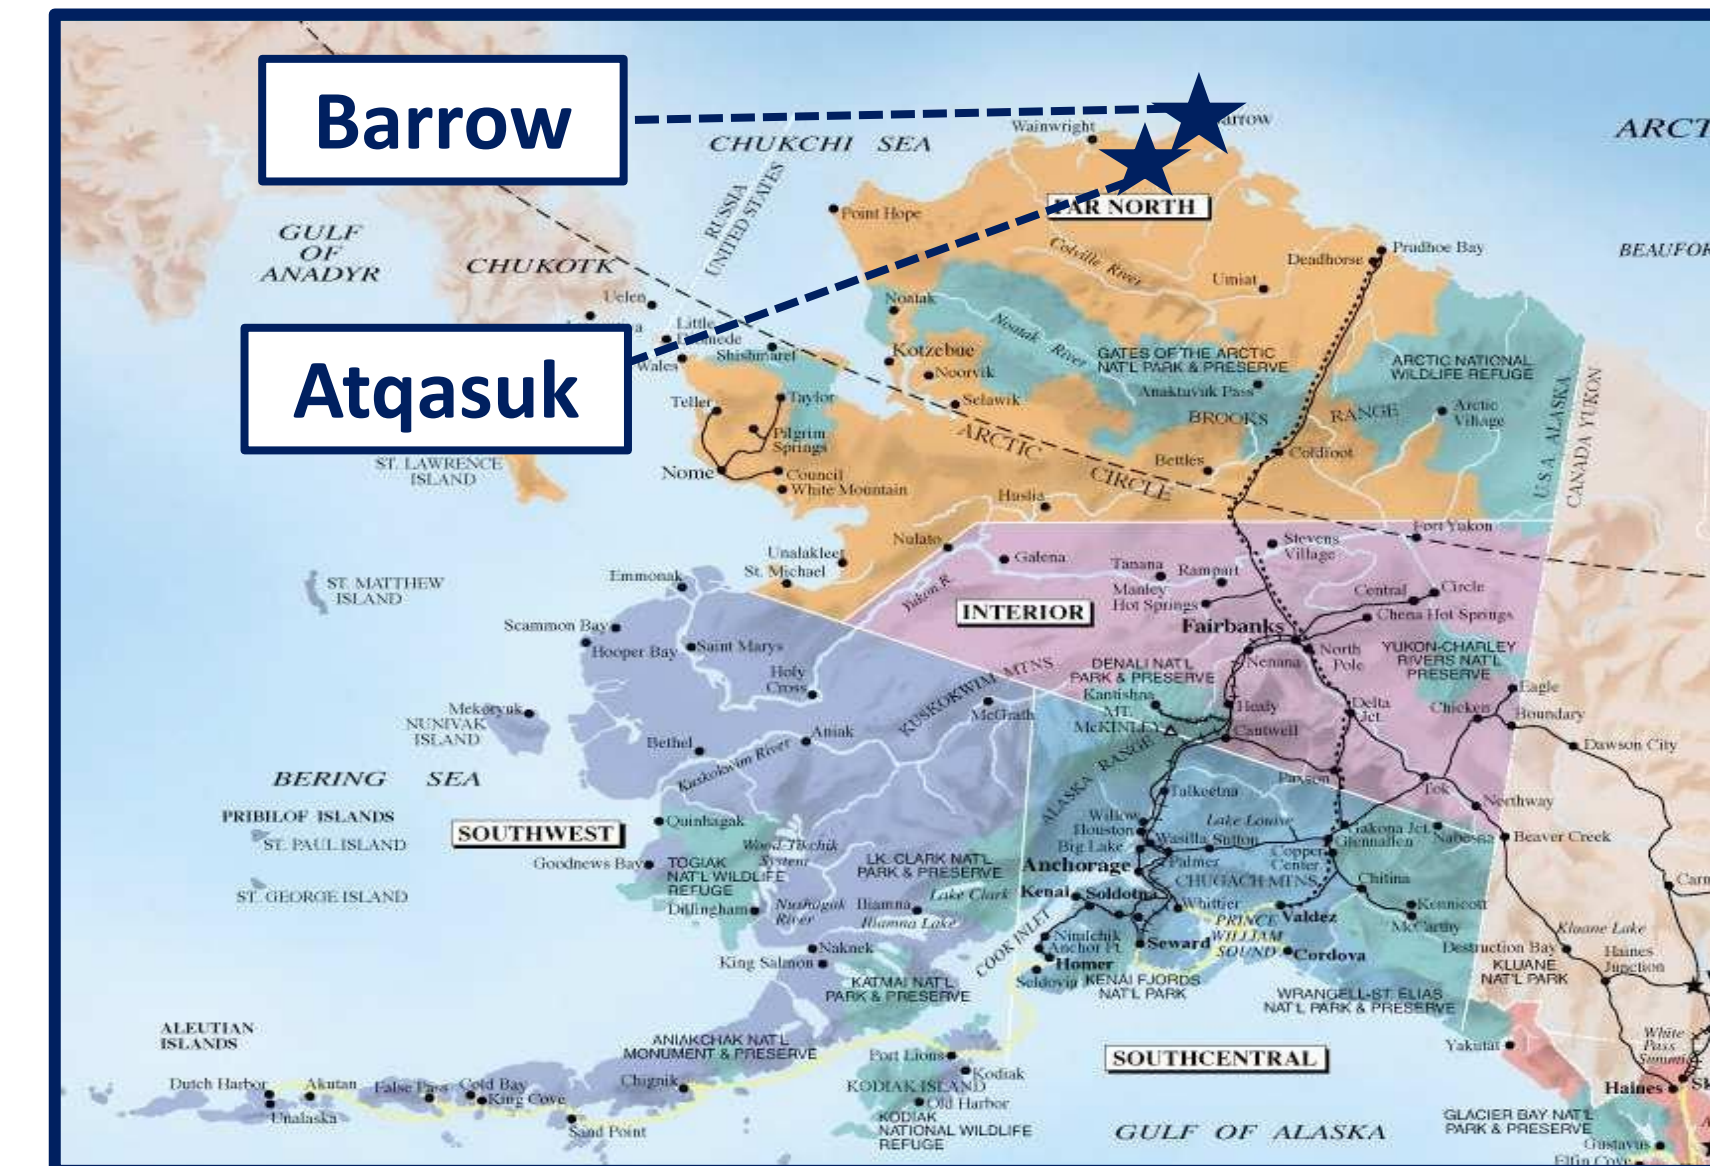 Barrow
arrow
Wainwright
ARCT
CHUKCHI SEA
RUSSIA
UNITED STATES
FAR NORTH
Point Hope
GULF
OF
ANADYR
CHUKOTK
Colville River
Prudhoe Bay
Deadhorse
BEAUFOR
Umiat
Uelen
Noatak
Little
Shishmaref
Wales
Atqasuk
Noatak River
Kotzebue
Noorvik
GATES OF THE ARCTIC
NAT'L PARK & PRESERVE
Anaktuvuk Pass
ARCTIC NATIONAL
WILDLIFE REFUGE
Teller
Taylor
Selawik
BROOKS RANGE
Arctic
Village
U.S.A. ALASKA
CANADA YUKON
Pilgrim
Springs
ARCTIC CIRCLE
Coldfoot
Bettles
ST. LAWRENCE
ISLAND
Nome
Council
White Mountain
Huslia
Nulato
Fort Yukon
Stevens
Village
Unalakleet
St. Michael
Galena
Tanana
Rampart
Emmonak
ST. MATTHEW
ISLAND
Manley
Hot Springs
Central
Circle
Yukon R.
INTERIOR
Chena Hot Springs
Scammon Bay
Fairbanks
Hooper Bay
Saint Marys
Nenana
North
Pole
YUKON-CHARLEY
RIVERS NAT'L
PRESERVE
Holy
Cross
KUSKOKWIM MTNS
DENALI NAT'L
PARK & PRESERVE
Kantishna
Eagle
Mekoryuk
NUNIVAK
ISLAND
McGrath
MT.
McKINLEY
Healy
Delta
Jct.
Chicken
Boundary
Bethel
Aniak
Cantwell
Dawson City
Kuskokwim River
ALASKA RANGE
BERING SEA
Paxson
Tok
Talkeetna
Northway
PRIBILOF ISLANDS
ST. PAUL ISLAND
SOUTHWEST
Quinhagak
Willow
Houston
Big Lake
Lake Louise
Gakona Jct.
Nabesna
Beaver Creek
Wood-Tikchik
System
Wasilla
Sutton
Glennallen
Goodnews Bay
TOGIAK
NAT'L WILDLIFE
REFUGE
LK. CLARK NAT'L
PARK & PRESERVE
Anchorage
Palmer
Copper
Center
CHUGACH MTNS
Chitina
ST. GEORGE ISLAND
Dillingham
Nushagak
River
Iliamna
Lake Clark
Iliamna Lake
Kenai
Soldotna
Whittier
Valdez
Kennicott
McCarthy
Carm
COOK INLET
PRINCE
WILLIAM
SOUND
Naknek
King Salmon
Ninilchik
Anchor Pt.
Homer
Seward
Cordova
Kluane Lake
Destruction Bay
Haines
Junction
KLUANE
NAT'L PARK
KATMAI NAT'L
PARK & PRESERVE
Seldovia
KENAI FJORDS
NAT'L PARK
WRANGELL-ST. ELIAS
NAT'L PARK & PRESERVE
ALEUTIAN
ISLANDS
ANIAKCHAK NAT'L
MONUMENT & PRESERVE
Port Lions
SOUTHCENTRAL
Yakutat
White
Pass
Summit
Dutch Harbor
Akutan
False Pass
Cold Bay
King Cove
Chignik
Kodiak
KODIAK ISLAND
Haines
Sk
Unalaska
Sand Point
Old Harbor
KODIAK
NATIONAL WILDLIFE
REFUGE
GULF OF ALASKA
GLACIER BAY NAT'L
PARK & PRESERVE
Gustavus
Elfin Cove